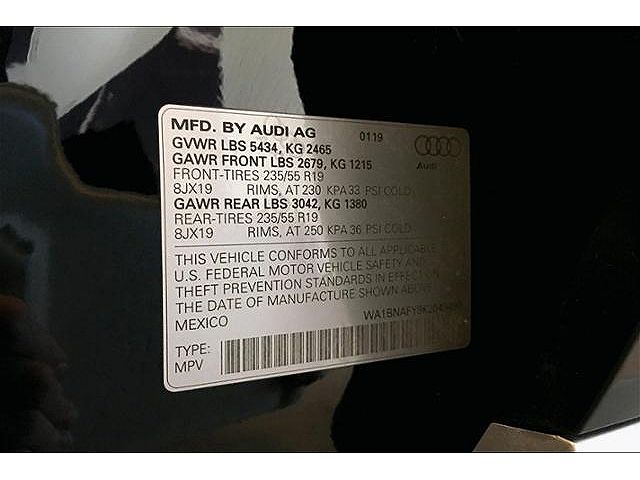 MFD. BY AUDI AG 0119
GVWR LBS 5434, KG 2465
GAWR FRONT LBS 2679, KG 1215
Audi
FRONT-TIRES 235/55 R19
8JX19 RIMS, AT 230 KPA 33 PSI COLD
GAWR REAR LBS 3042, KG 1380
REAR-TIRES 235/55 R19
8JX19 RIMS, AT 250 KPA 36 PSI COLD
THIS VEHICLE CONFORMS TO ALL APPLICABLE
U.S. FEDERAL MOTOR VEHICLE SAFETY AND
THEFT PREVENTION STANDARDS IN EFFECT ON
THE DATE OF MANUFACTURE SHOWN ABOVE
MEXICO
TYPE:
MPV